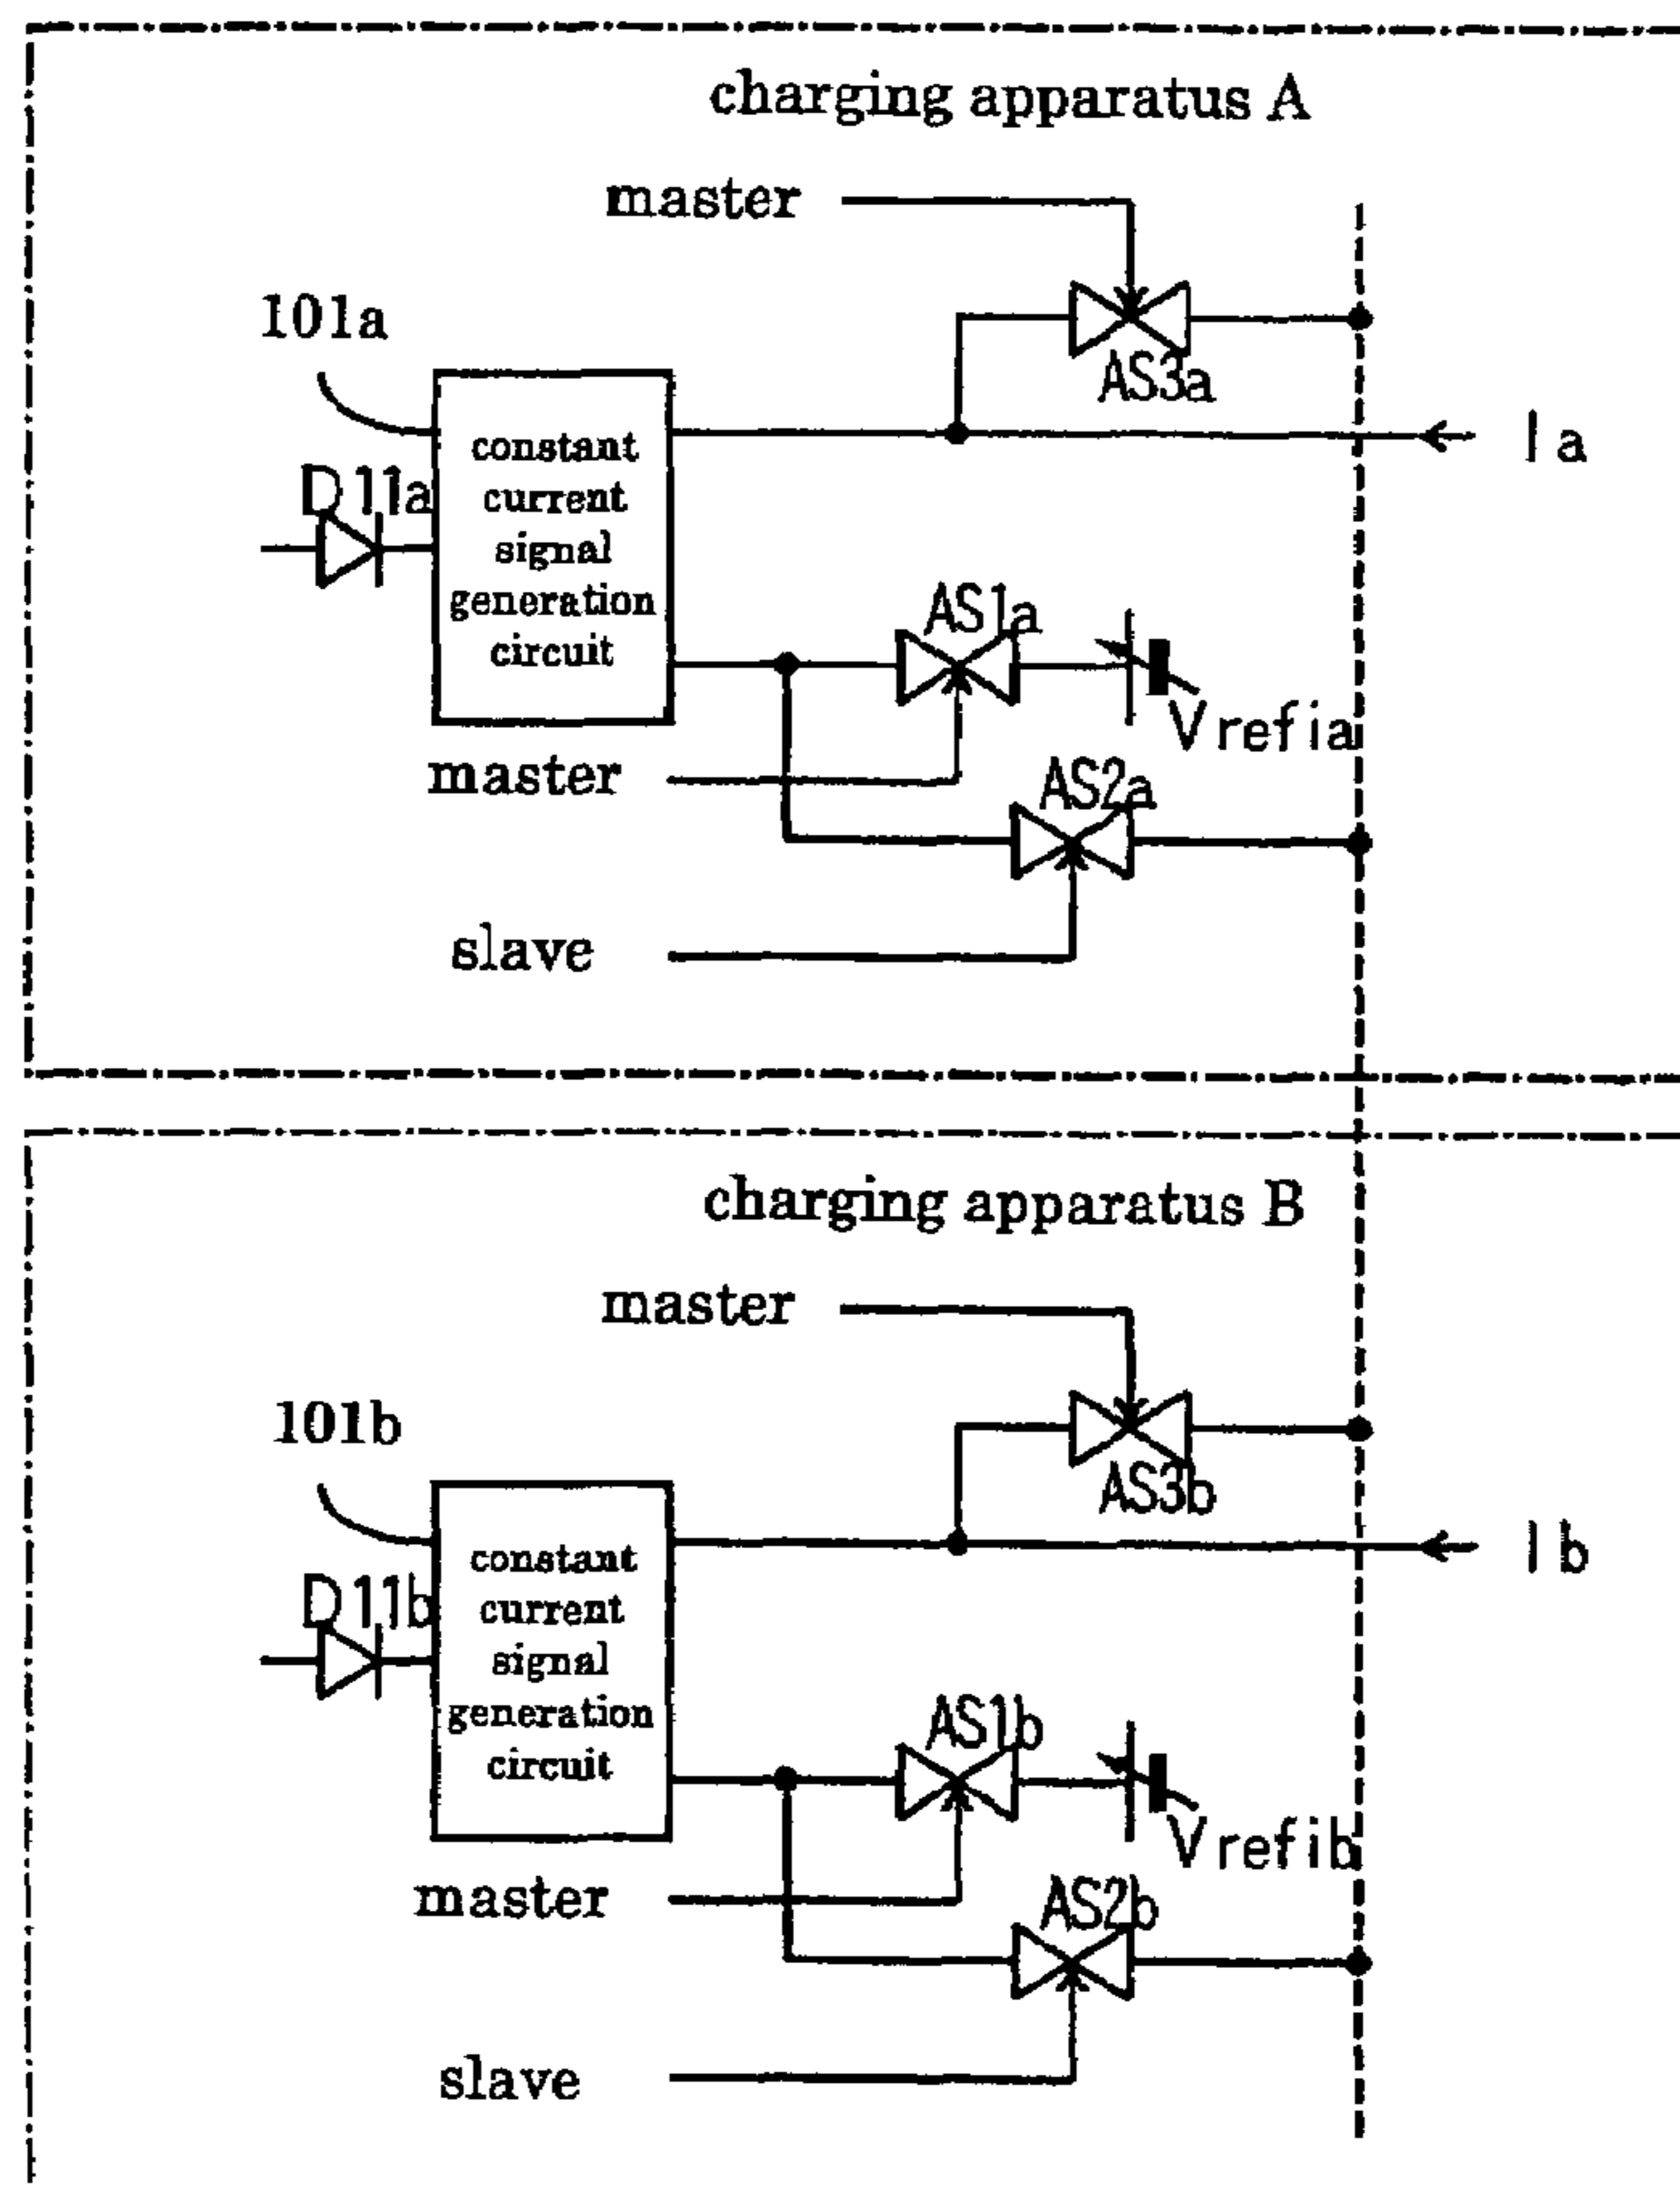 charging apparatus A
master
101a
AS3a
Ia
D11a
constant
current
signal
generation
circuit
AS1a
Vrefia
master
AS2a
slave
charging apparatus B
master
101b
AS3b
Ib
D11b
constant
current
signal
generation
circuit
AS1b
Vrefib
master
AS2b
slave